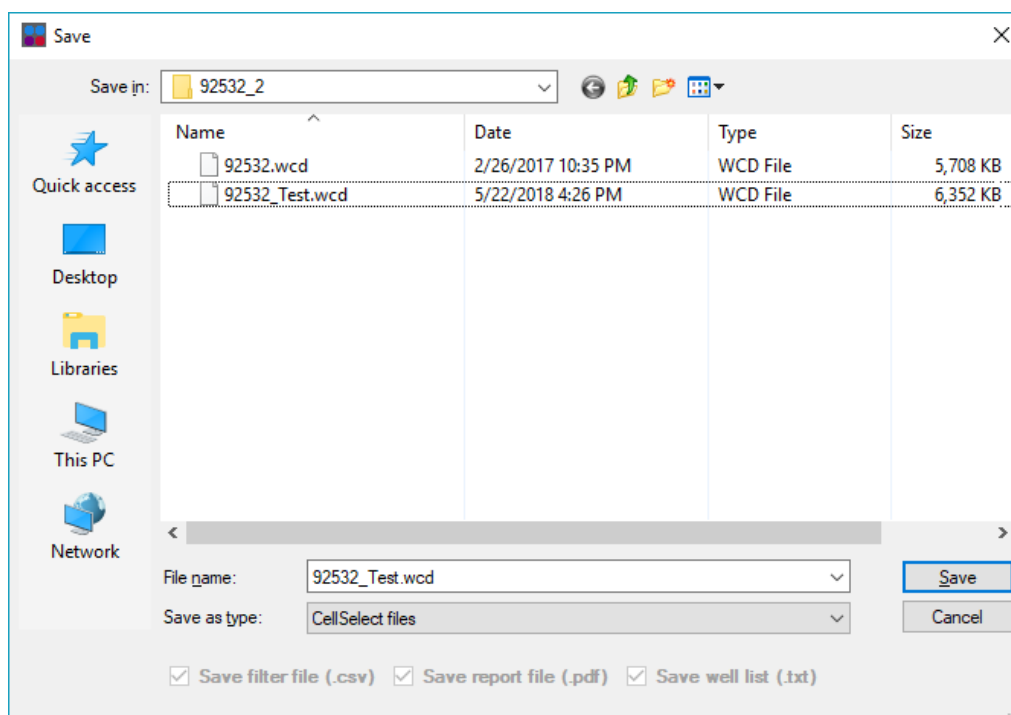 Save
Save in: 92532_2
Name Date Type Size
92532.wcd 2/26/2017 10:35 PM WCD File 5,708 KB
92532_Test.wcd 5/22/2018 4:26 PM WCD File 6,352 KB
Quick access
Desktop
Libraries
This PC
Network
File name: 92532_Test.wcd Save
Save as type: CellSelect files Cancel
Save filter file (.csv) Save report file (.pdf) Save well list (.txt)